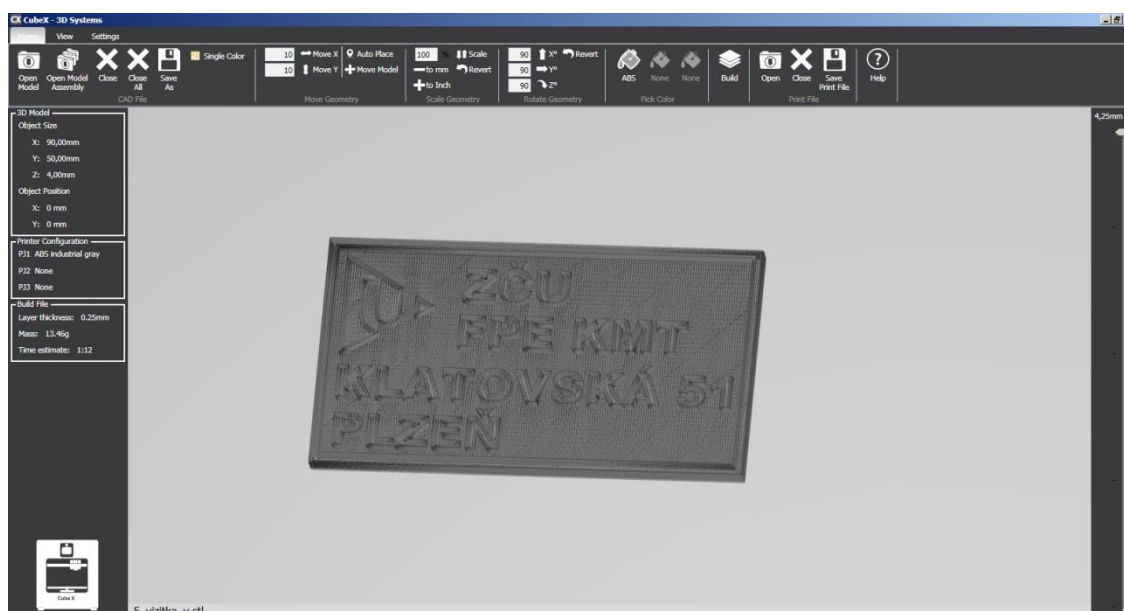 CubeX - 3D Systems
View Settings
Open Model
Open Model Assembly
Close
Close All
Save As
Single Color
CAD File
10 Move X
10 Move Y
Auto Place
Move Model
Move Geometry
100 Scale
to mm Revert
to Inch
Scale Geometry
90 X° Revert
90 Y°
90 Z°
Rotate Geometry
ABS None None
Pick Color
Build
Open
Close
Save Print File
Print File
Help
3D Model
Object Size
X: 90,00mm
Y: 50,00mm
Z: 4,00mm
Object Position
X: 0 mm
Y: 0 mm
Printer Configuration
PJ1 ABS industrial gray
PJ2 None
PJ3 None
Build File
Layer thickness: 0.25mm
Mass: 13.46g
Time estimate: 1:12
4,25mm
ZČU
FPE KMT
KLATOVSKÁ 51
PLZEŇ
Cube X